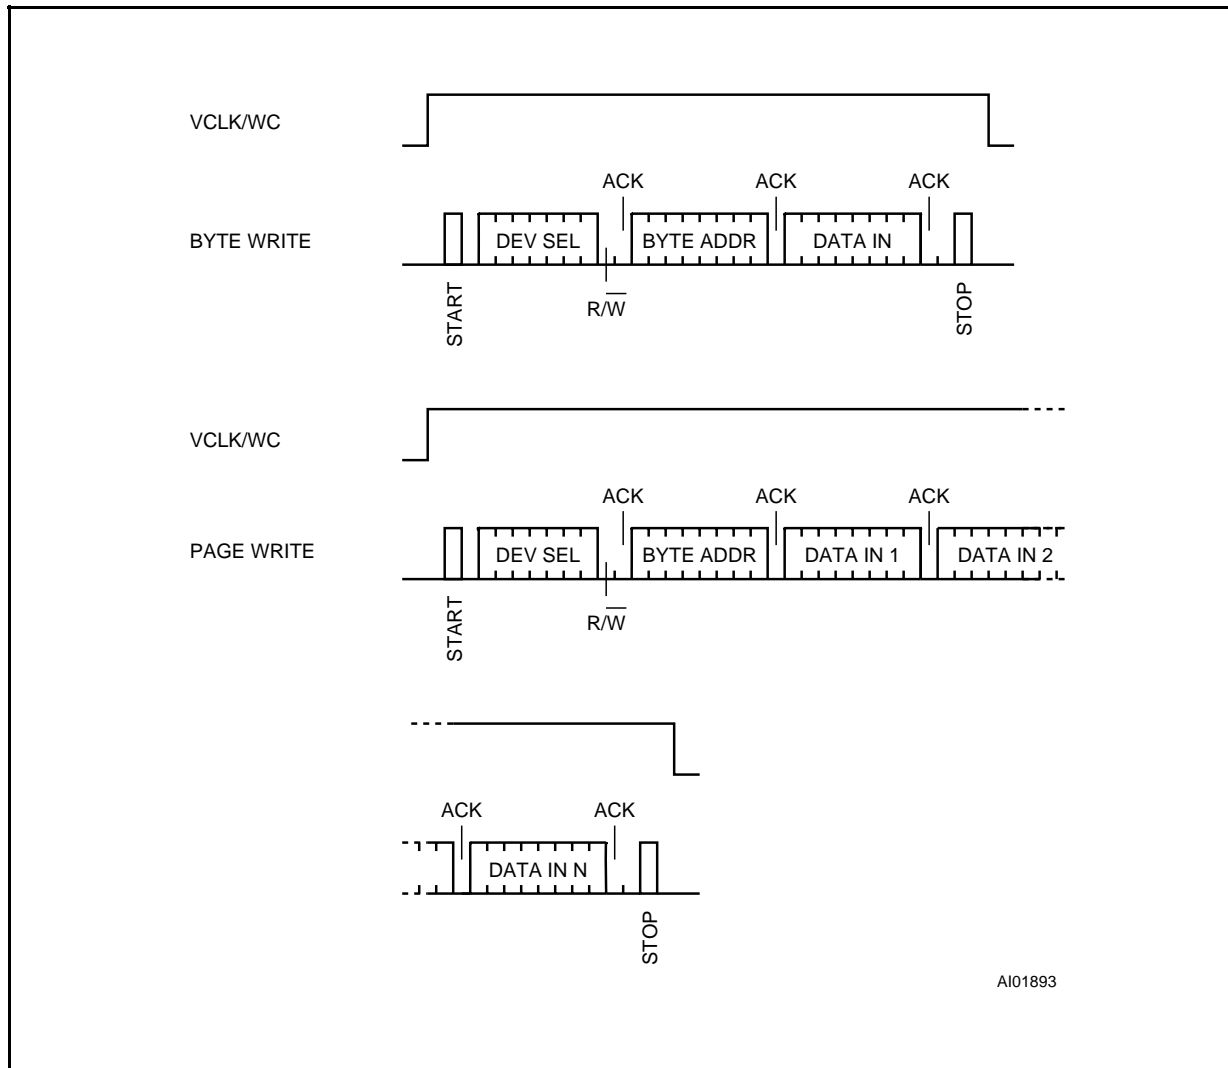 VCLK/WC
ACK ACK ACK
BYTE WRITE
DEV SEL BYTE ADDR DATA IN
START
R/W
STOP
VCLK/WC
ACK ACK ACK
PAGE WRITE
DEV SEL BYTE ADDR DATA IN 1 DATA IN 2
START
R/W
ACK ACK
DATA IN N
STOP
AI01893